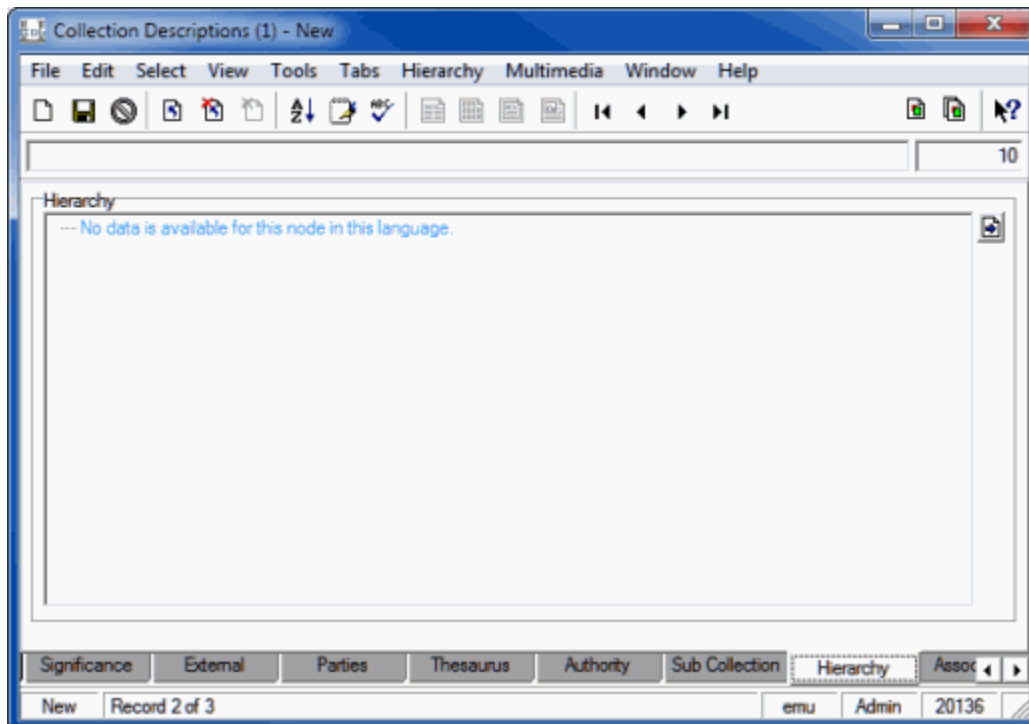 Collection Descriptions (1) - New
File Edit Select View Tools Tabs Hierarchy Multimedia Window Help
10
Hierarchy
No data is available for this node in this language.
Significance External Parties Thesaurus Authority Sub Collection Hierarchy Assoc
New Record 2 of 3 emu Admin 20136